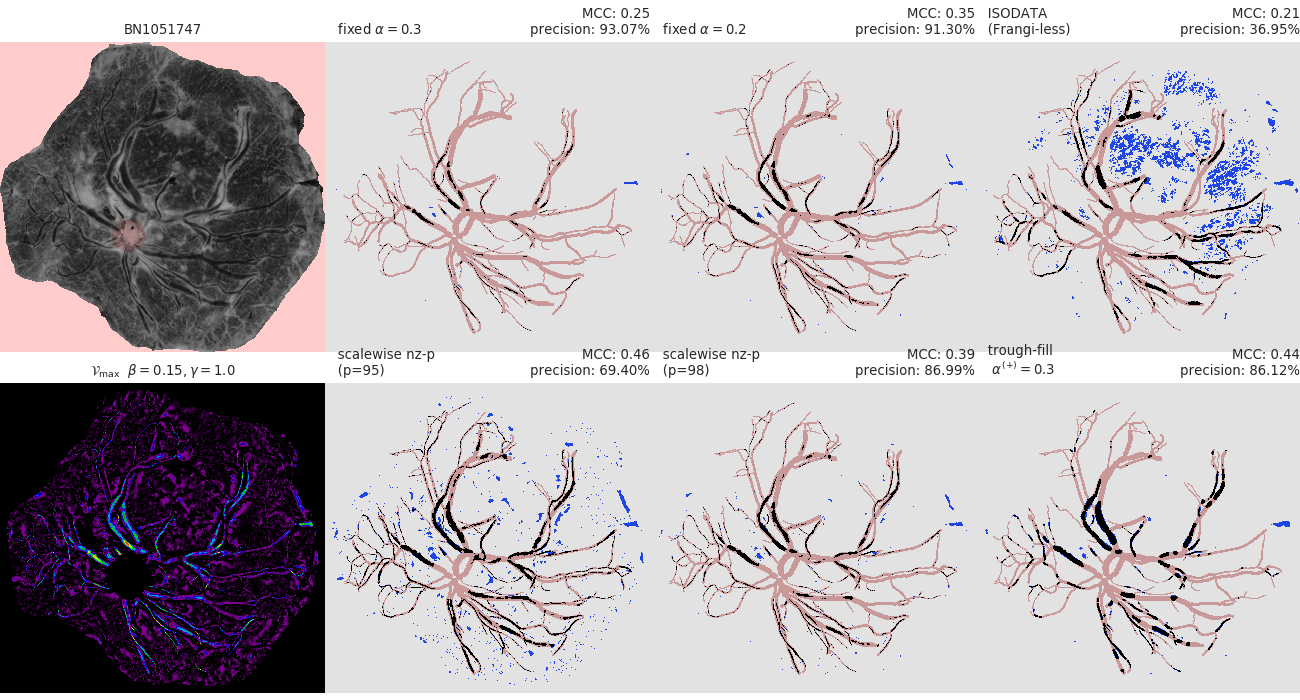 BN1051747
fixed α = 0.3
MCC: 0.25
precision: 93.07%
fixed α = 0.2
MCC: 0.35
precision: 91.30%
ISODATA
(Frangi-less)
MCC: 0.21
precision: 36.95%
𝒱max β = 0.15, γ = 1.0
scalewise nz-p
(p=95)
MCC: 0.46
precision: 69.40%
scalewise nz-p
(p=98)
MCC: 0.39
precision: 86.99%
trough-fill
α(+) = 0.3
MCC: 0.44
precision: 86.12%